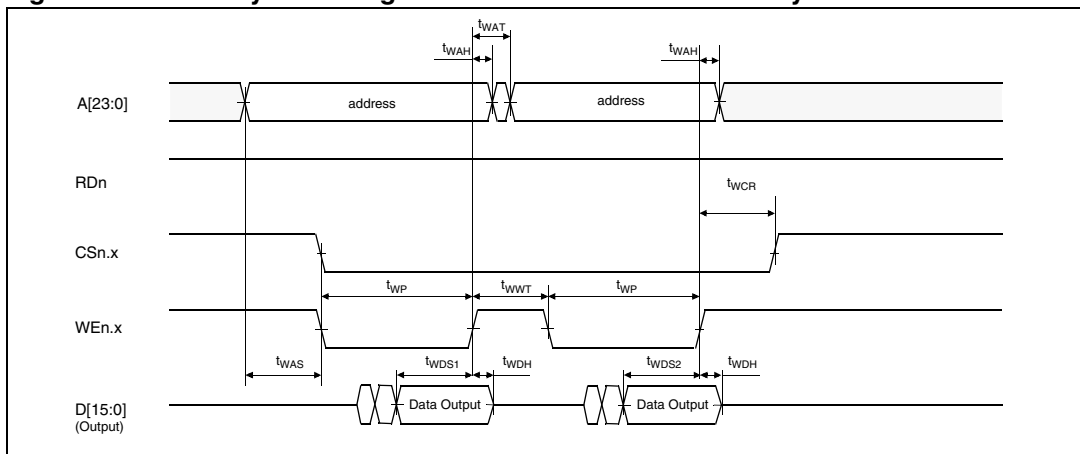 tWAT
tWAH
tWAH
A[23:0]
address
address
RDn
tWCR
CSn.x
tWP
tWWT
tWP
WEn.x
tWAS
tWDS1
tWDH
tWDS2
tWDH
D[15:0]
(Output)
Data Output
Data Output